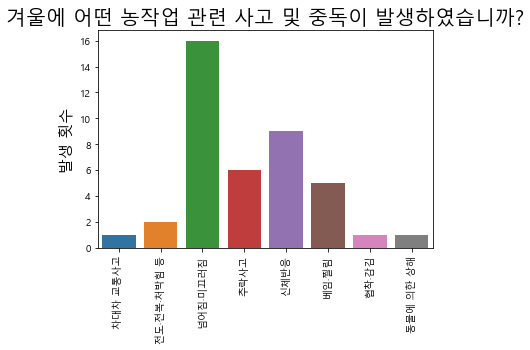 겨울에 어떤 농작업 관련 사고 및 중독이 발생하였습니까?
발생 횟수
16
14
12
10
8
6
4
2
0
차대차 교통사고
전도·전복·처박힘 등
넘어짐·미끄러짐
추락사고
신체반응
베임·찔림
협착·감김
동물에 의한 상해